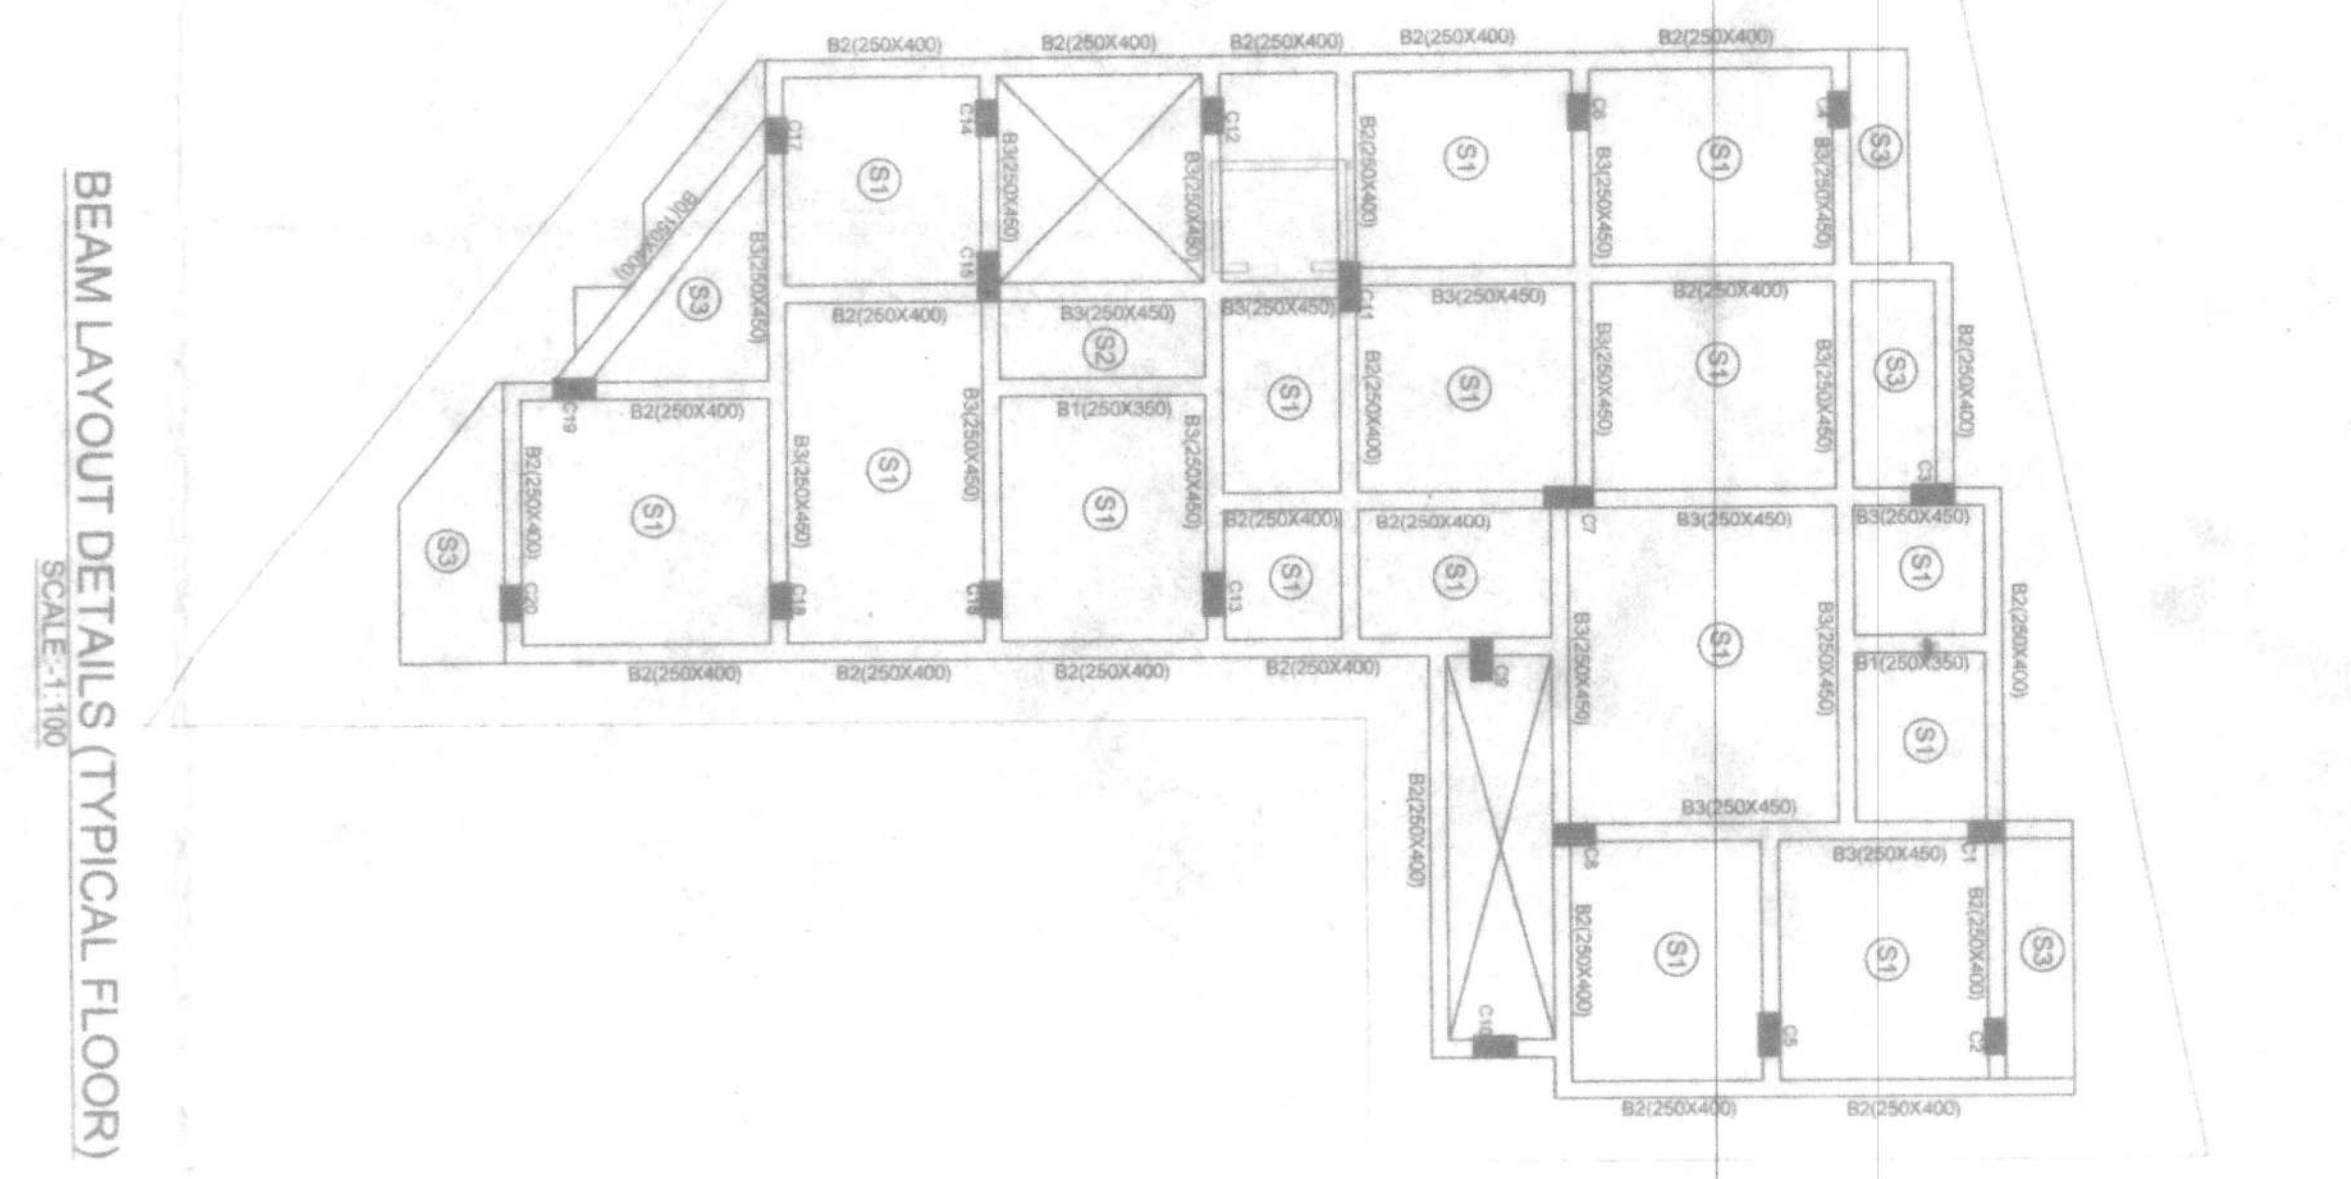 BEAM LAYOUT DETAILS (TYPICAL FLOOR)
SCALE:-1:100
B2(250X400)
B2(250X400)
B2(250X400)
B2(250X400)
B2(250X400)
C17
C14
C12
C6
C4
S1
B3(250X450)
B3(250X450)
B2(250X400)
S1
B3(250X450)
S1
B3(250X450)
S3
C15
S3
B3(250X450)
B2(250X400)
B3(250X450)
B3(250X450)
C11
B3(250X450)
B2(250X400)
S2
S1
B2(250X400)
S1
B3(250X450)
S1
B3(250X450)
S3
B2(250X400)
C19
B2(250X400)
B1(250X350)
B2(250X400)
S1
B3(250X450)
S1
B3(250X450)
S1
B3(250X450)
C3
S3
B2(250X400)
B2(250X400)
C7
B3(250X450)
B3(250X450)
C20
C18
C16
C13
S1
S1
B3(250X450)
S1
B3(250X450)
S1
B2(250X400)
B2(250X400)
B2(250X400)
B2(250X400)
B2(250X400)
C9
B1(250X350)
S1
B2(250X400)
B3(250X450)
C8
B3(250X450)
C1
B2(250X400)
S1
S1
B2(250X400)
S3
C10
C5
C2
B2(250X400)
B2(250X400)